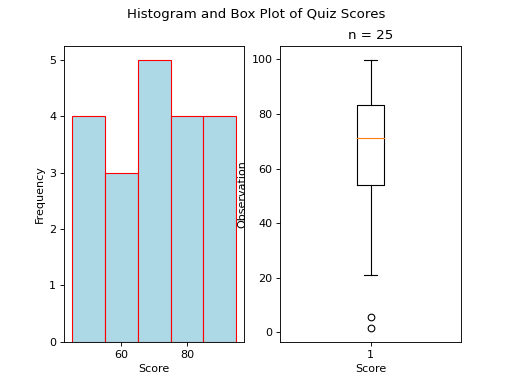 Histogram and Box Plot of Quiz Scores
n = 25
5
4
3
2
1
0
Frequency
60 80
Score
100
80
60
40
20
0
Observation
1
Score